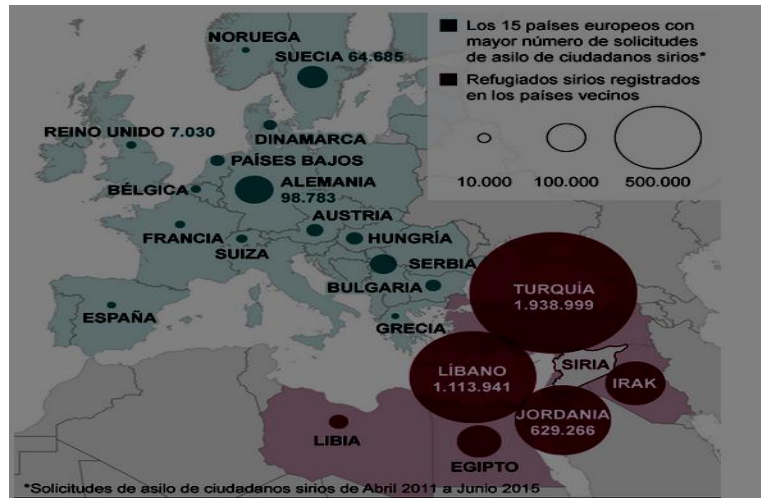 Los 15 países europeos con
mayor número de solicitudes
de asilo de ciudadanos sirios*
Refugiados sirios registrados
en los países vecinos
10.000 100.000 500.000
NORUEGA
SUECIA 64.685
REINO UNIDO 7.030
DINAMARCA
PAÍSES BAJOS
BÉLGICA
ALEMANIA
98.783
AUSTRIA
FRANCIA
SUIZA
HUNGRÍA
SERBIA
BULGARIA
ESPAÑA
GRECIA
TURQUÍA
1.938.999
LÍBANO
1.113.941
SIRIA
IRAK
JORDANIA
629.266
LIBIA
EGIPTO
*Solicitudes de asilo de ciudadanos sirios de Abril 2011 a Junio 2015